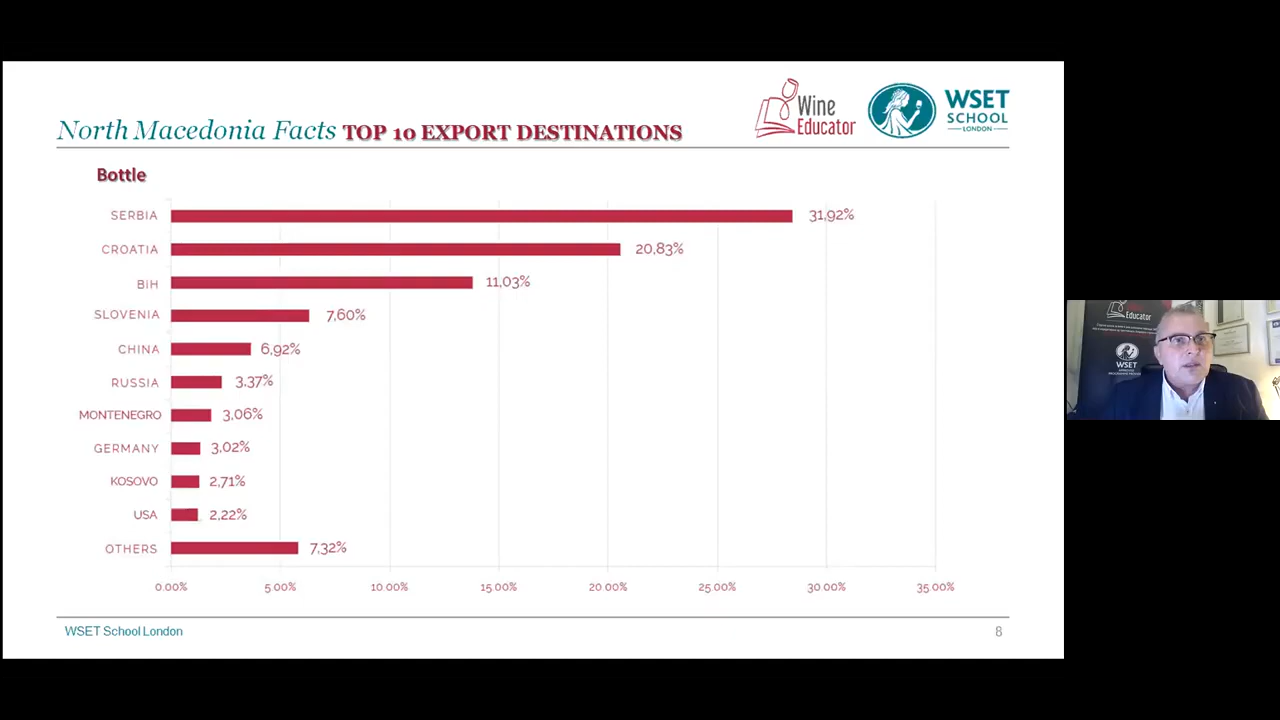 North Macedonia Facts TOP 10 EXPORT DESTINATIONS
Wine
Educator
WSET
SCHOOL
LONDON
Bottle
SERBIA 31,92%
CROATIA 20,83%
BIH 11,03%
SLOVENIA 7,60%
CHINA 6,92%
RUSSIA 3,37%
MONTENEGRO 3,06%
GERMANY 3,02%
KOSOVO 2,71%
USA 2,22%
OTHERS 7,32%
0.00% 5.00% 10.00% 15.00% 20.00% 25.00% 30.00% 35.00%
WSET School London 8
Educator
WSET